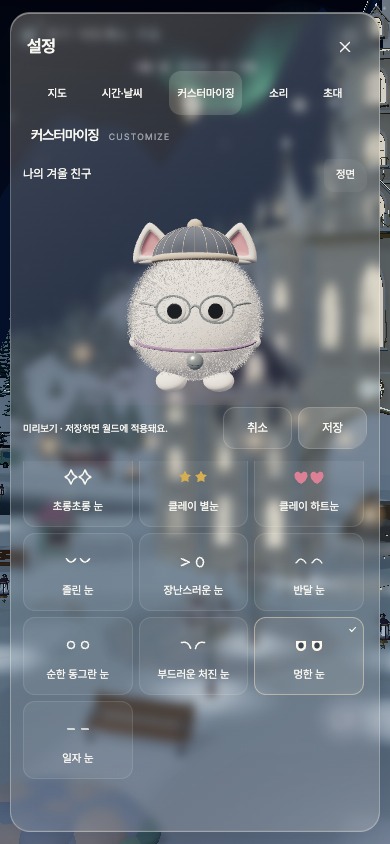 설정
지도 시간·날씨 커스터마이징 소리 초대
커스터마이징 CUSTOMIZE
나의 겨울 친구 정면
미리보기 · 저장하면 월드에 적용돼요. 취소 저장
초롱초롱 눈 클레이 별눈 클레이 하트눈
졸린 눈 장난스러운 눈 반달 눈
순한 동그란 눈 부드러운 처진 눈 멍한 눈
일자 눈